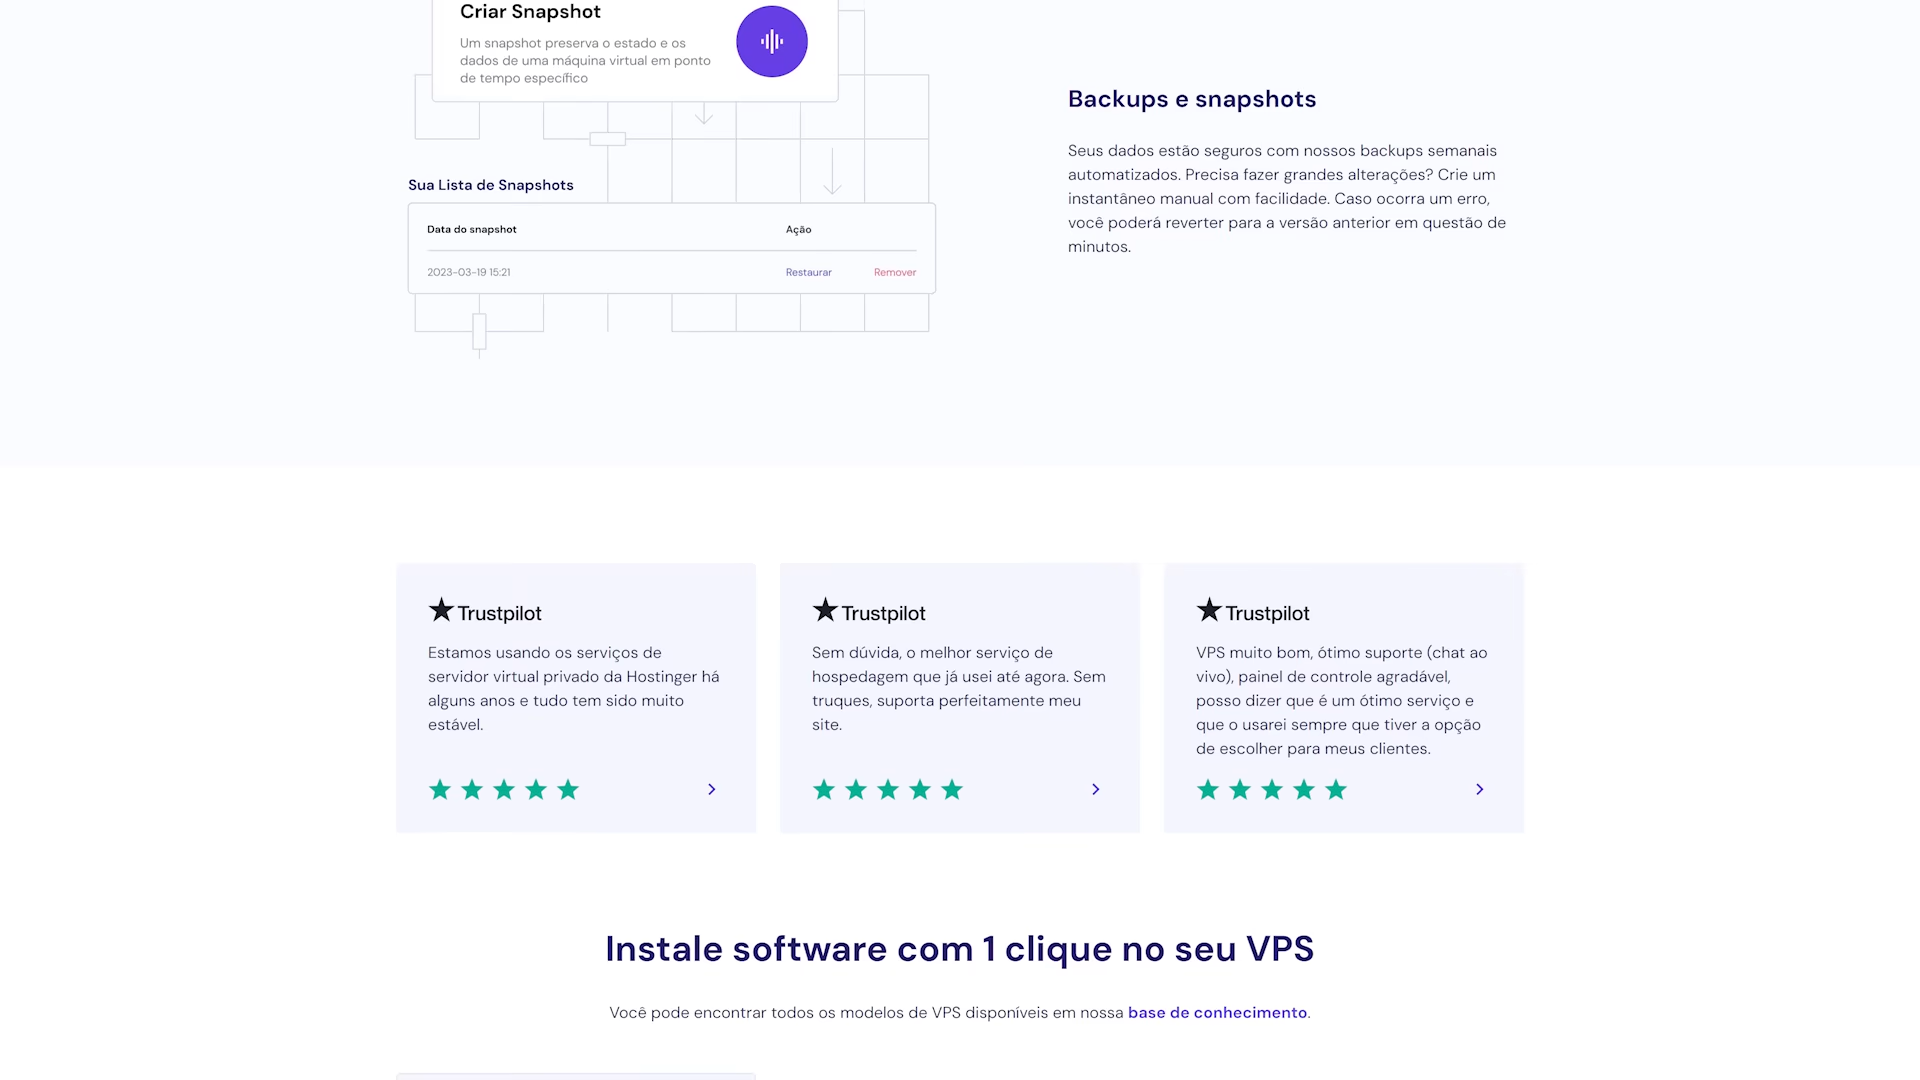 Criar Snapshot
Um snapshot preserva o estado e os
dados de uma máquina virtual em ponto
de tempo específico
Sua Lista de Snapshots
Data do snapshot Ação
2023-03-19 15:21 Restaurar Remover
Backups e snapshots
Seus dados estão seguros com nossos backups semanais
automatizados. Precisa fazer grandes alterações? Crie um
instantâneo manual com facilidade. Caso ocorra um erro,
você poderá reverter para a versão anterior em questão de
minutos.
Trustpilot
Estamos usando os serviços de
servidor virtual privado da Hostinger há
alguns anos e tudo tem sido muito
estável.
Trustpilot
Sem dúvida, o melhor serviço de
hospedagem que já usei até agora. Sem
truques, suporta perfeitamente meu
site.
Trustpilot
VPS muito bom, ótimo suporte (chat ao
vivo), painel de controle agradável,
posso dizer que é um ótimo serviço e
que o usarei sempre que tiver a opção
de escolher para meus clientes.
Instale software com 1 clique no seu VPS
Você pode encontrar todos os modelos de VPS disponíveis em nossa base de conhecimento.